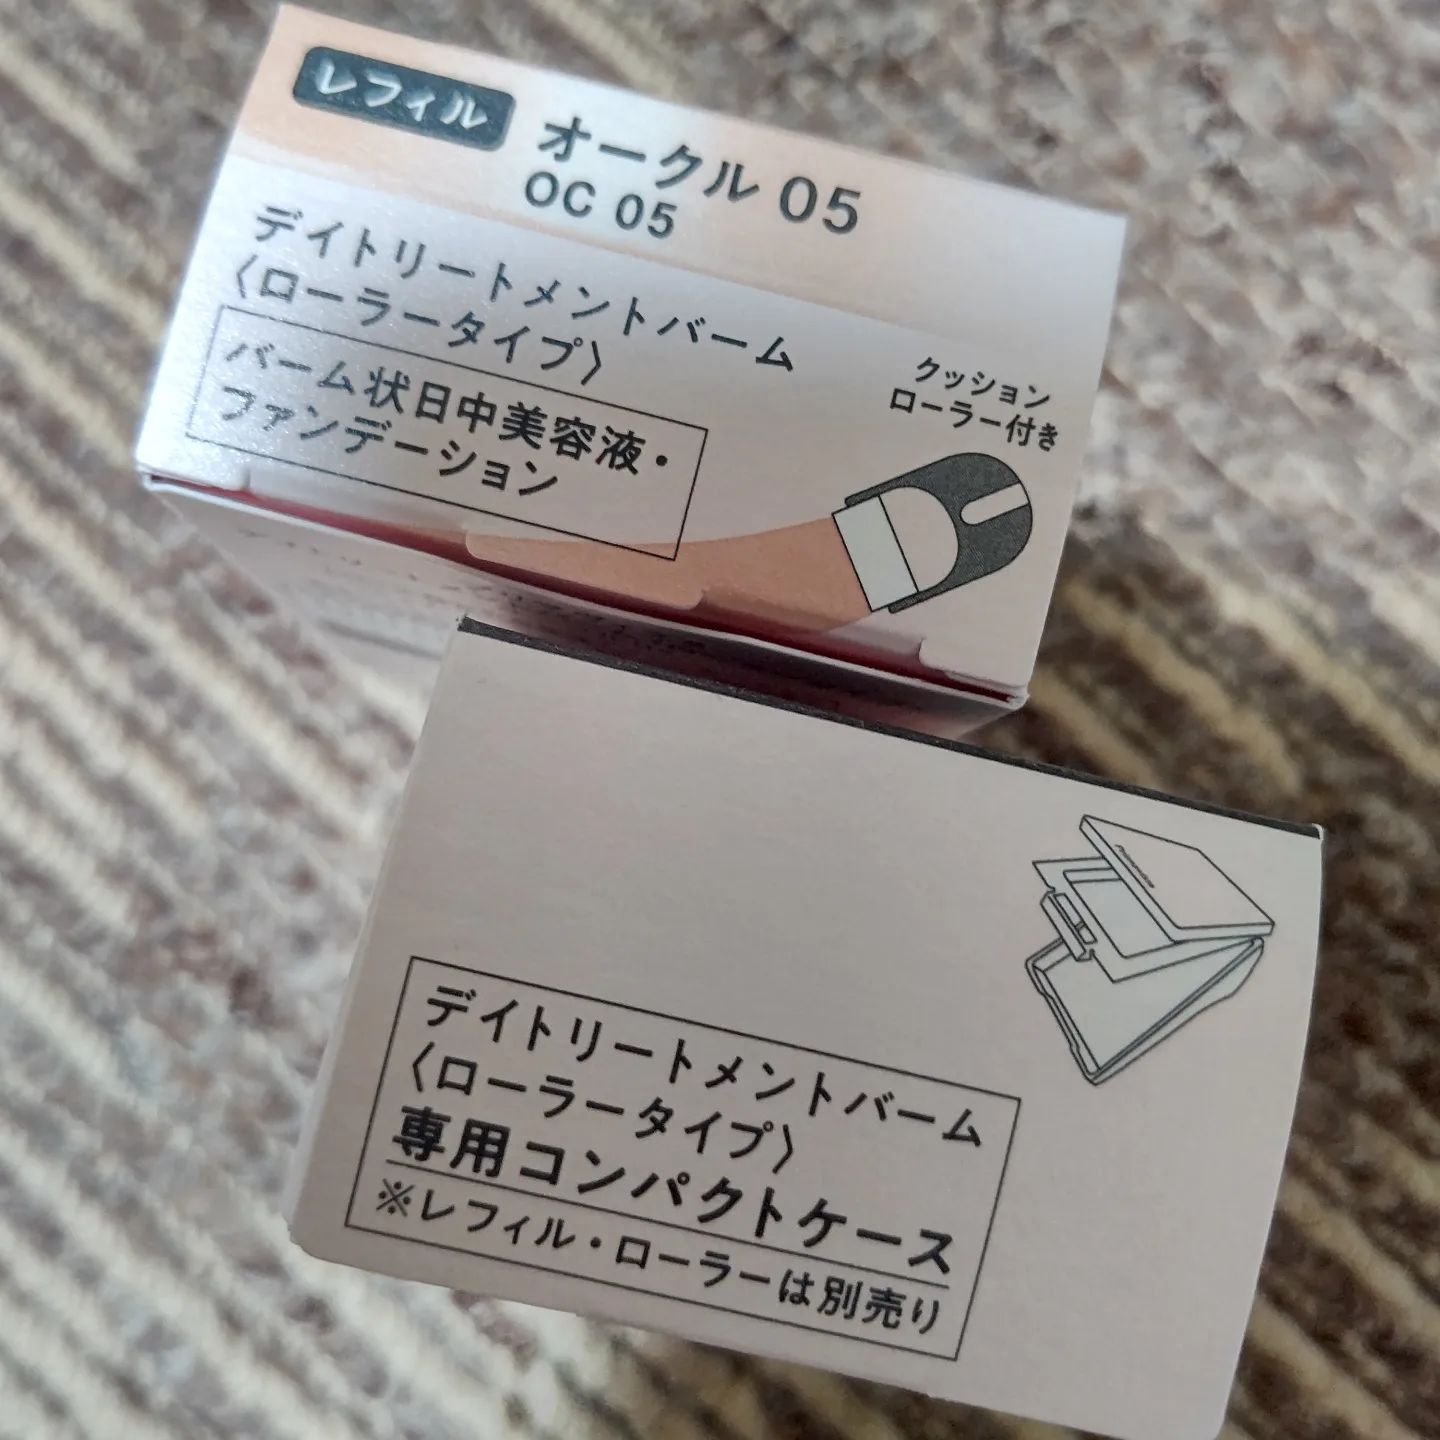 レフィル
オークル 05
OC 05
デイトリートメントバーム
〈ローラータイプ〉
バーム状日中美容液・
ファンデーション
クッション
ローラー付き
デイトリートメントバーム
〈ローラータイプ〉
専用コンパクトケース
※レフィル・ローラーは別売り